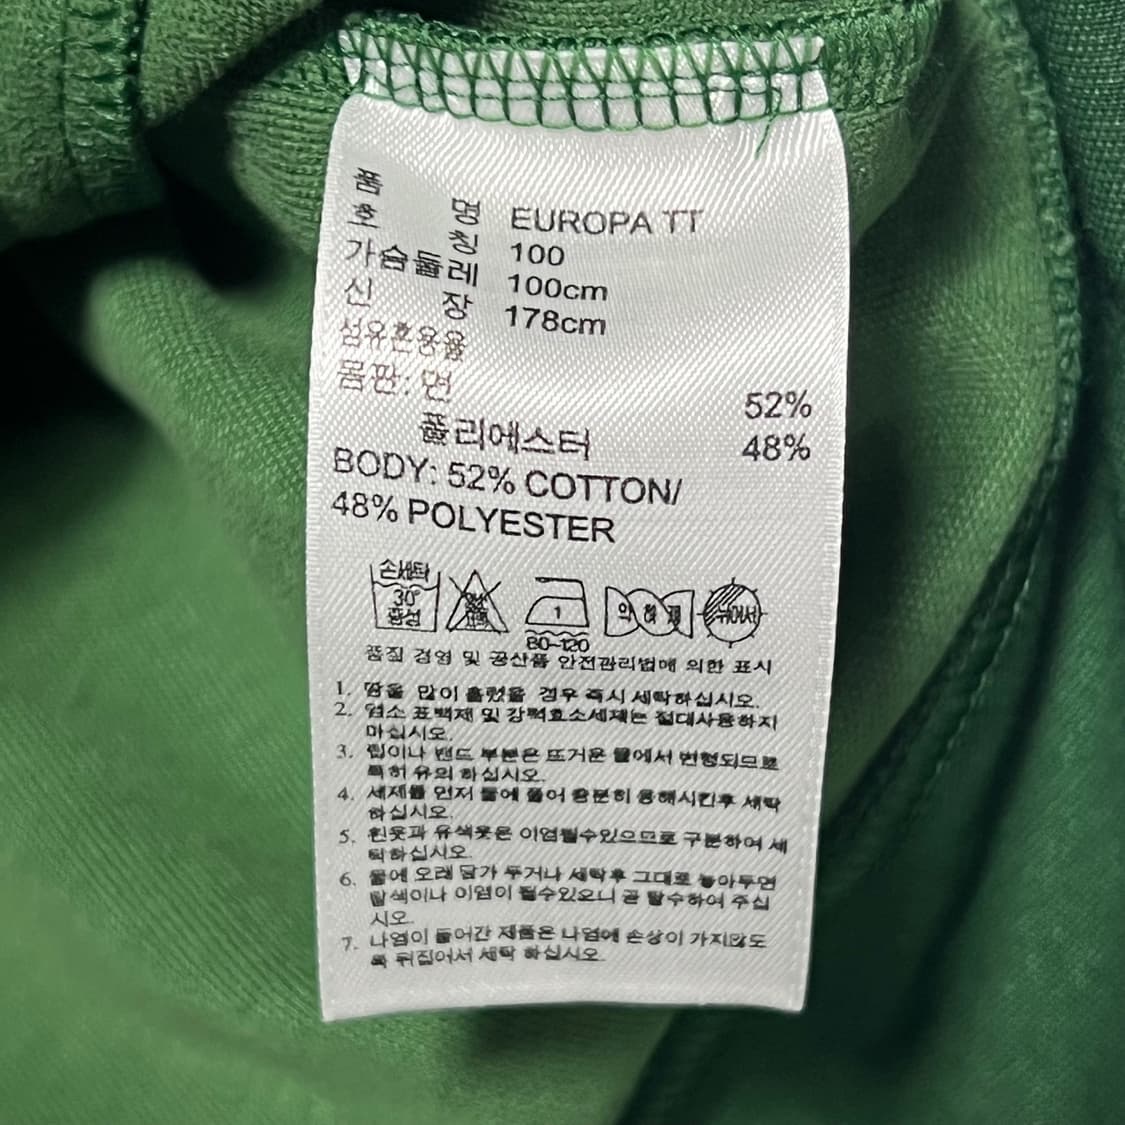 품 명 EUROPA TT
호 칭 100
가슴둘레 100cm
신 장 178cm
섬유혼용율
몸판: 면 52%
폴리에스터 48%
BODY: 52% COTTON/
48% POLYESTER
손세탁
30°
중성
1
80~120
약하게
뉘어서
품질 경영 및 공산품 안전관리법에 의한 표시
1. 땀을 많이 흘렸을 경우 즉시 세탁하십시오.
2. 염소 표백제 및 강력효소세제는 절대사용하지
마십시오.
3. 립이나 밴드 부분은 뜨거운 물에서 변형되므로
특히 유의 하십시오.
4. 세제를 먼저 물에 풀어 충분히 용해시킨후 세탁
하십시오.
5. 흰옷과 유색옷은 이염될수있으므로 구분하여 세
탁하십시오.
6. 물에 오래 담가 두거나 세탁후 그대로 놓아두면
탈색이나 이염이 될수있으니 곧 탈수하여 주십
시오.
7. 나염이 들어간 제품은 나염에 손상이 가지않도
록 뒤집어서 세탁 하십시오.